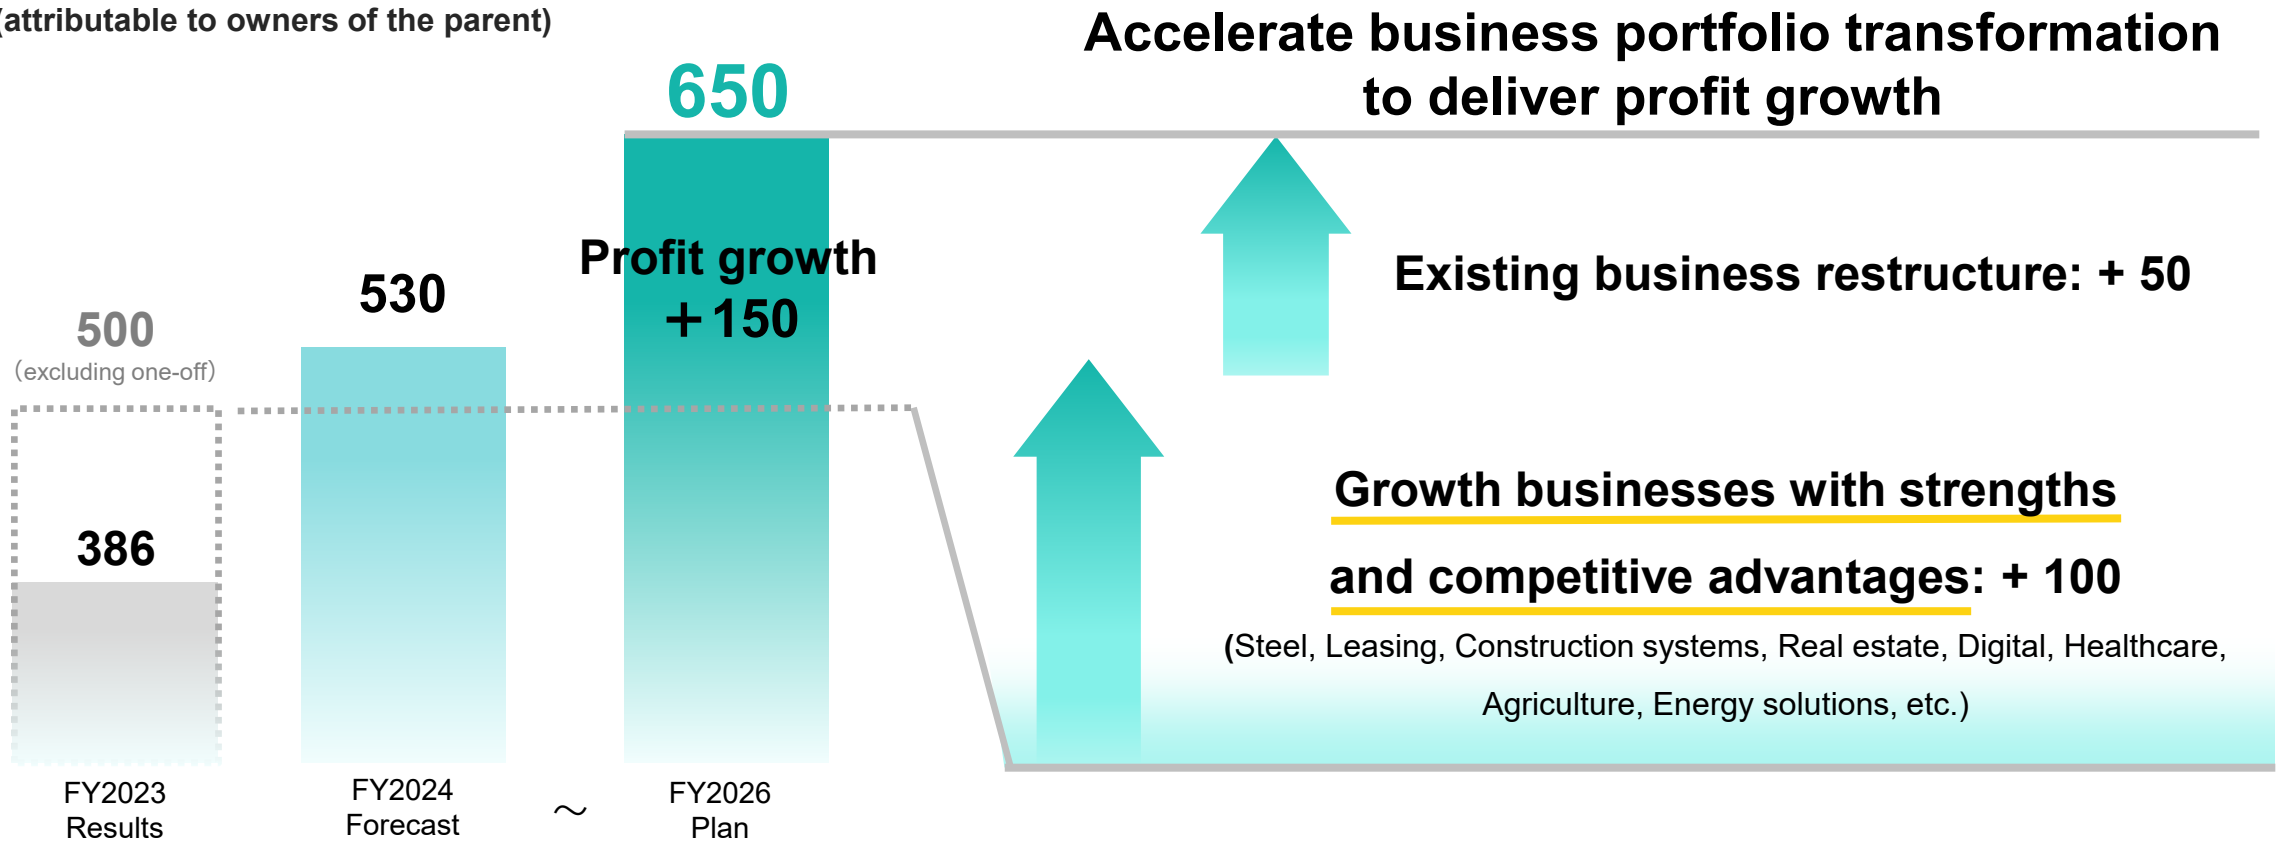 (attributable to owners of the parent)
Accelerate business portfolio transformation
to deliver profit growth
650
Profit growth
＋150
530
500
（excluding one-off）
386
Existing business restructure: + 50
Growth businesses with strengths
and competitive advantages: + 100
(Steel, Leasing, Construction systems, Real estate, Digital, Healthcare,
Agriculture, Energy solutions, etc.)
FY2023
Results
FY2024
Forecast
～
FY2026
Plan